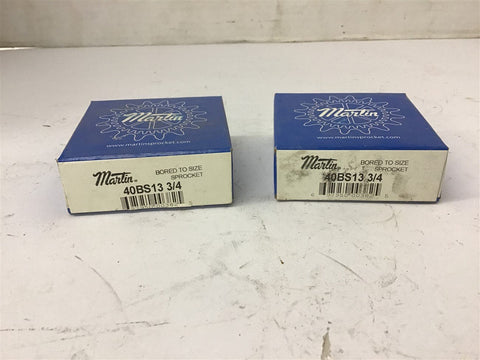 Martin
www.martinsprocket.com
Martin
BORED TO SIZE
SPROCKET
40BS13 3/4
Martin
www.martinsprocket.com
Martin
BORED TO SIZE
SPROCKET
40BS13 3/4